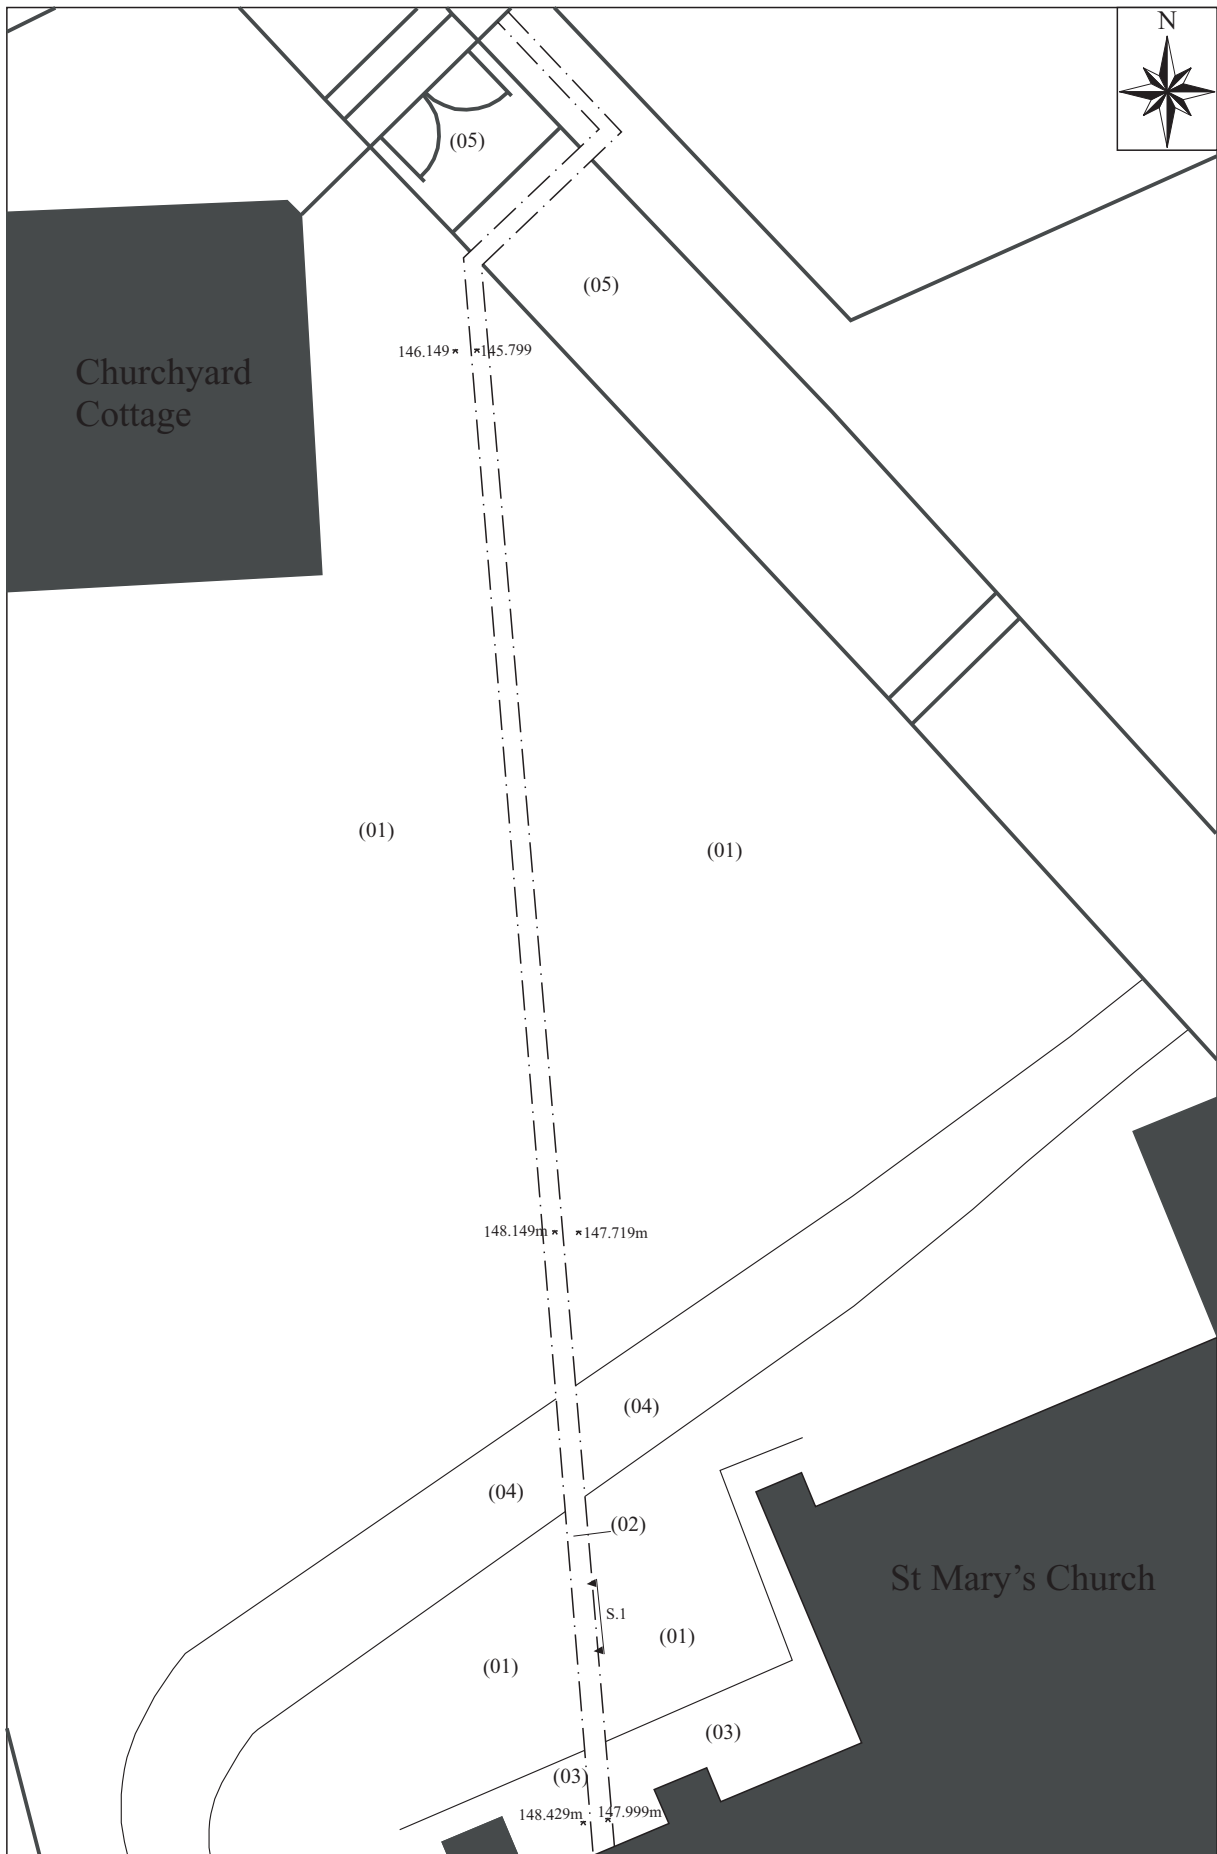 N
(05)
(05)
146.149 145.799
Churchyard
Cottage
(01)
(01)
148.149m 147.719m
(04)
(04)
(02)
St Mary's Church
S.1
(01)
(01)
(03)
(03)
148.429m 147.999m